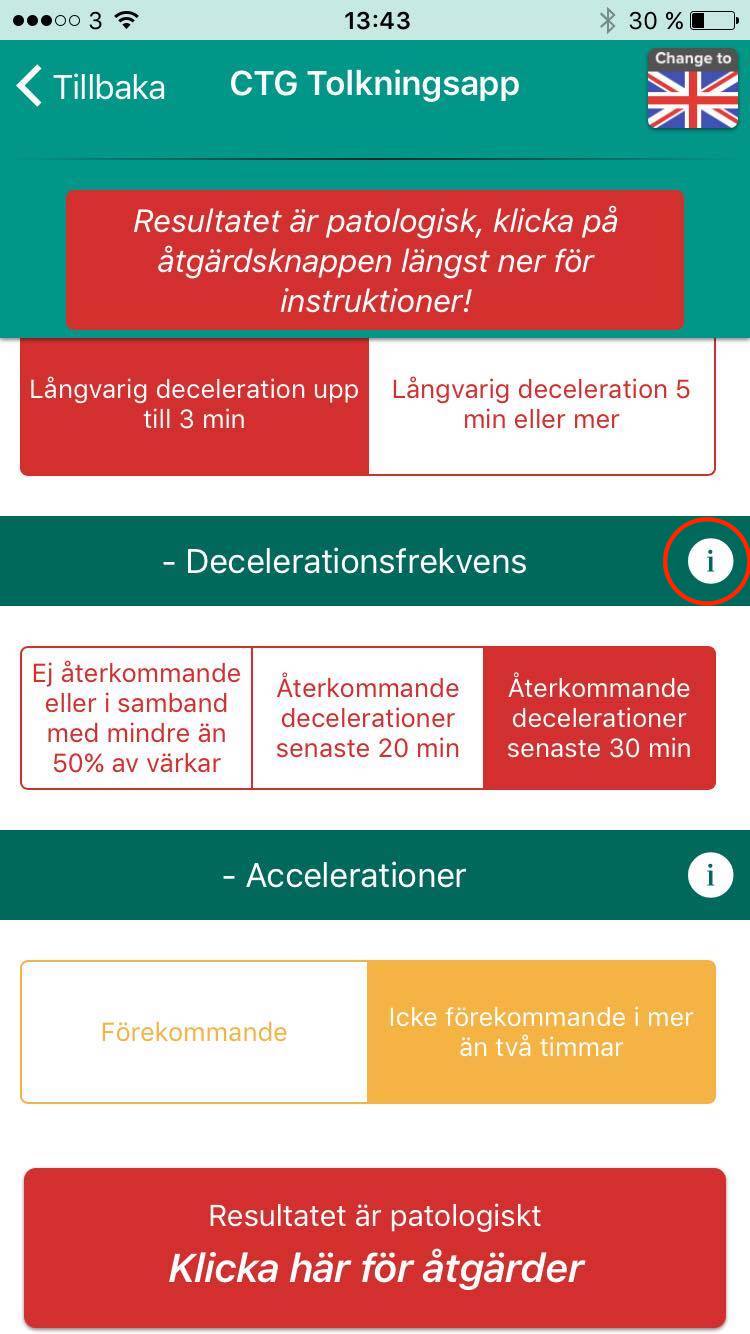 3 13:43 30 %
Tillbaka CTG Tolkningsapp Change to
Resultatet är patologisk, klicka på
åtgärdsknappen längst ner för
instruktioner!
Långvarig deceleration upp
till 3 min
Långvarig deceleration 5
min eller mer
- Decelerationsfrekvens i
Ej återkommande
eller i samband
med mindre än
50% av värkar
Återkommande
decelerationer
senaste 20 min
Återkommande
decelerationer
senaste 30 min
- Accelerationer i
Förekommande
Icke förekommande i mer
än två timmar
Resultatet är patologiskt
Klicka här för åtgärder